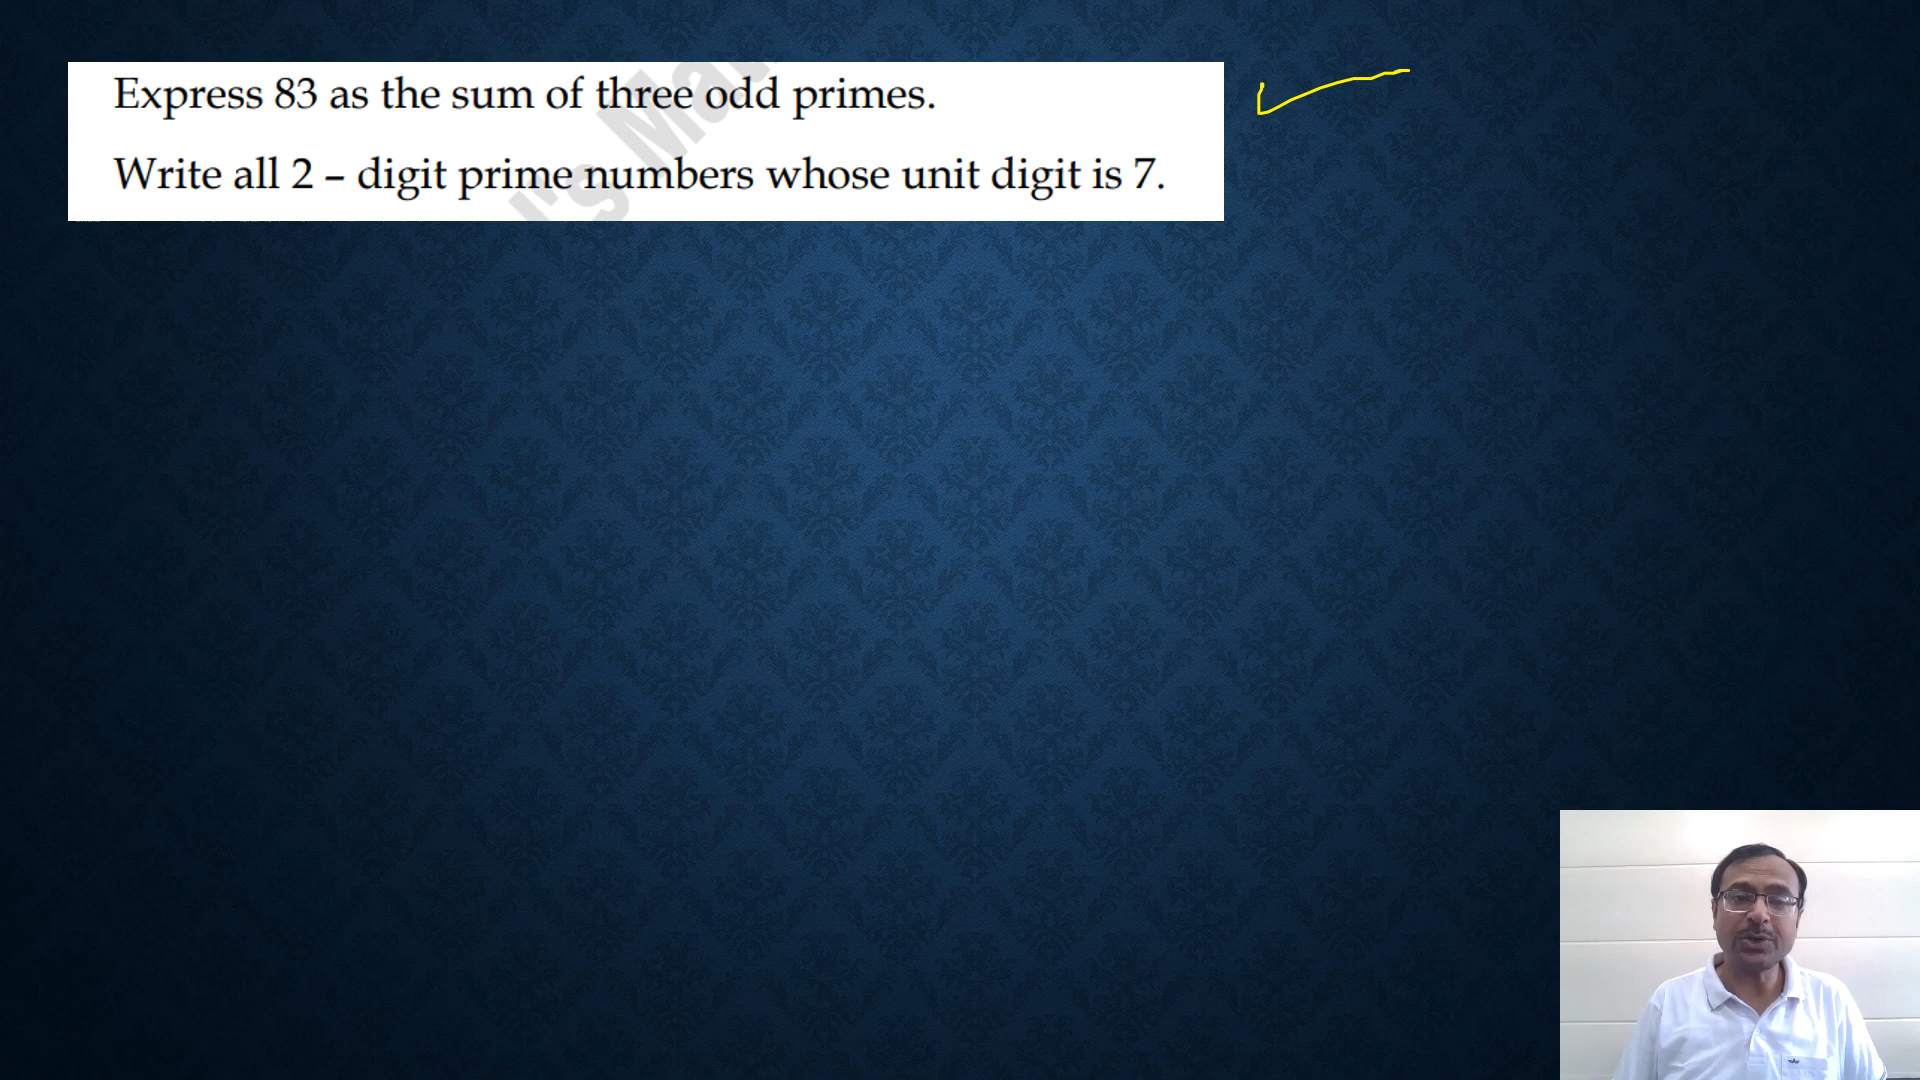 Express 83 as the sum of three odd primes.
Write all 2 – digit prime numbers whose unit digit is 7.